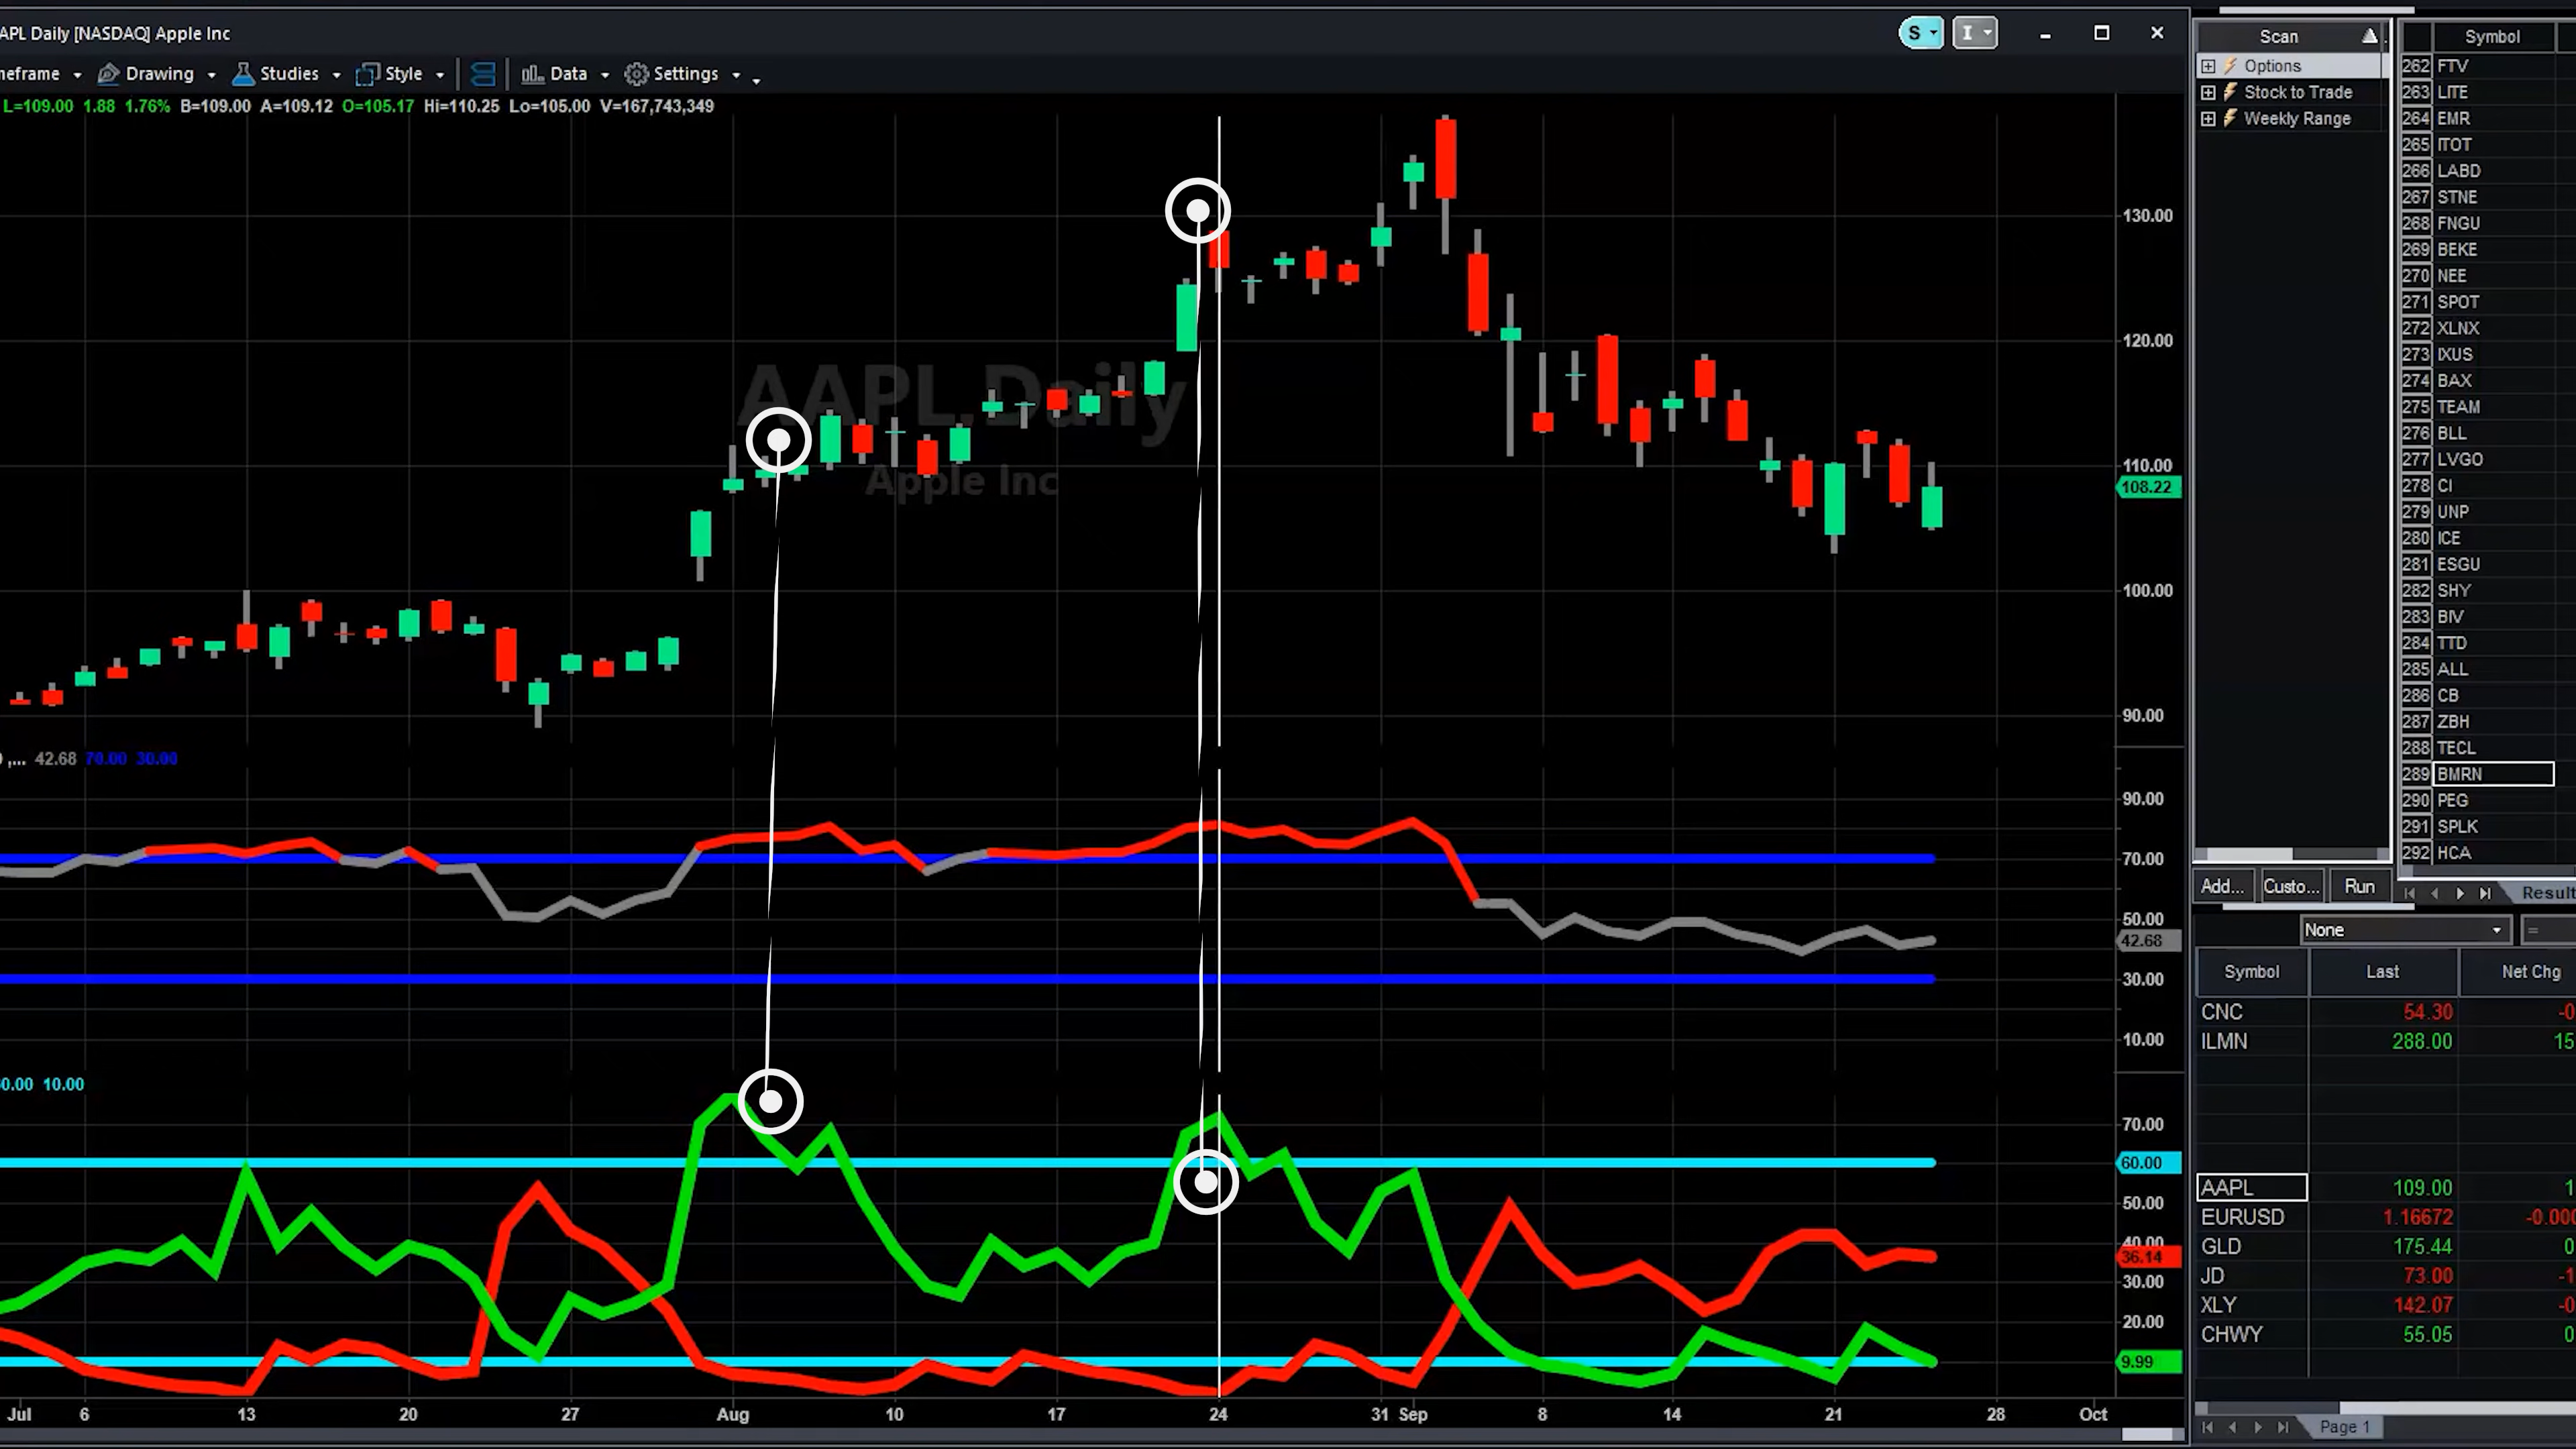 APL Daily [NASDAQ] Apple Inc
S
I
neframe Drawing Studies Style Data Settings
L=109.00 1.88 1.76% B=109.00 A=109.12 O=105.17 Hi=110.25 Lo=105.00 V=167,743,349
AAPL.Daily
Apple Inc
130.00
120.00
110.00
108.22
100.00
90.00
,... 42.68 70.00 30.00
90.00
70.00
50.00
42.68
30.00
10.00
0.00 10.00
70.00
60.00
50.00
40.00
36.14
30.00
20.00
9.99
Jul 6 13 20 27 Aug 10 17 24 31 Sep 8 14 21 28 Oct
Scan
Options
Stock to Trade
Weekly Range
Add... Custo... Run
Symbol
262 FTV
263 LITE
264 EMR
265 ITOT
266 LABD
267 STNE
268 FNGU
269 BEKE
270 NEE
271 SPOT
272 XLNX
273 IXUS
274 BAX
275 TEAM
276 BLL
277 LVGO
278 CI
279 UNP
280 ICE
281 ESGU
282 SHY
283 BIV
284 TTD
285 ALL
286 CB
287 ZBH
288 TECL
289 BMRN
290 PEG
291 SPLK
292 HCA
Result
None =
Symbol Last Net Chg
CNC 54.30 -0
ILMN 288.00 15
AAPL 109.00 1
EURUSD 1.16672 -0.000
GLD 175.44 0
JD 73.00 -1
XLY 142.07 -0
CHWY 55.05 0
Page 1